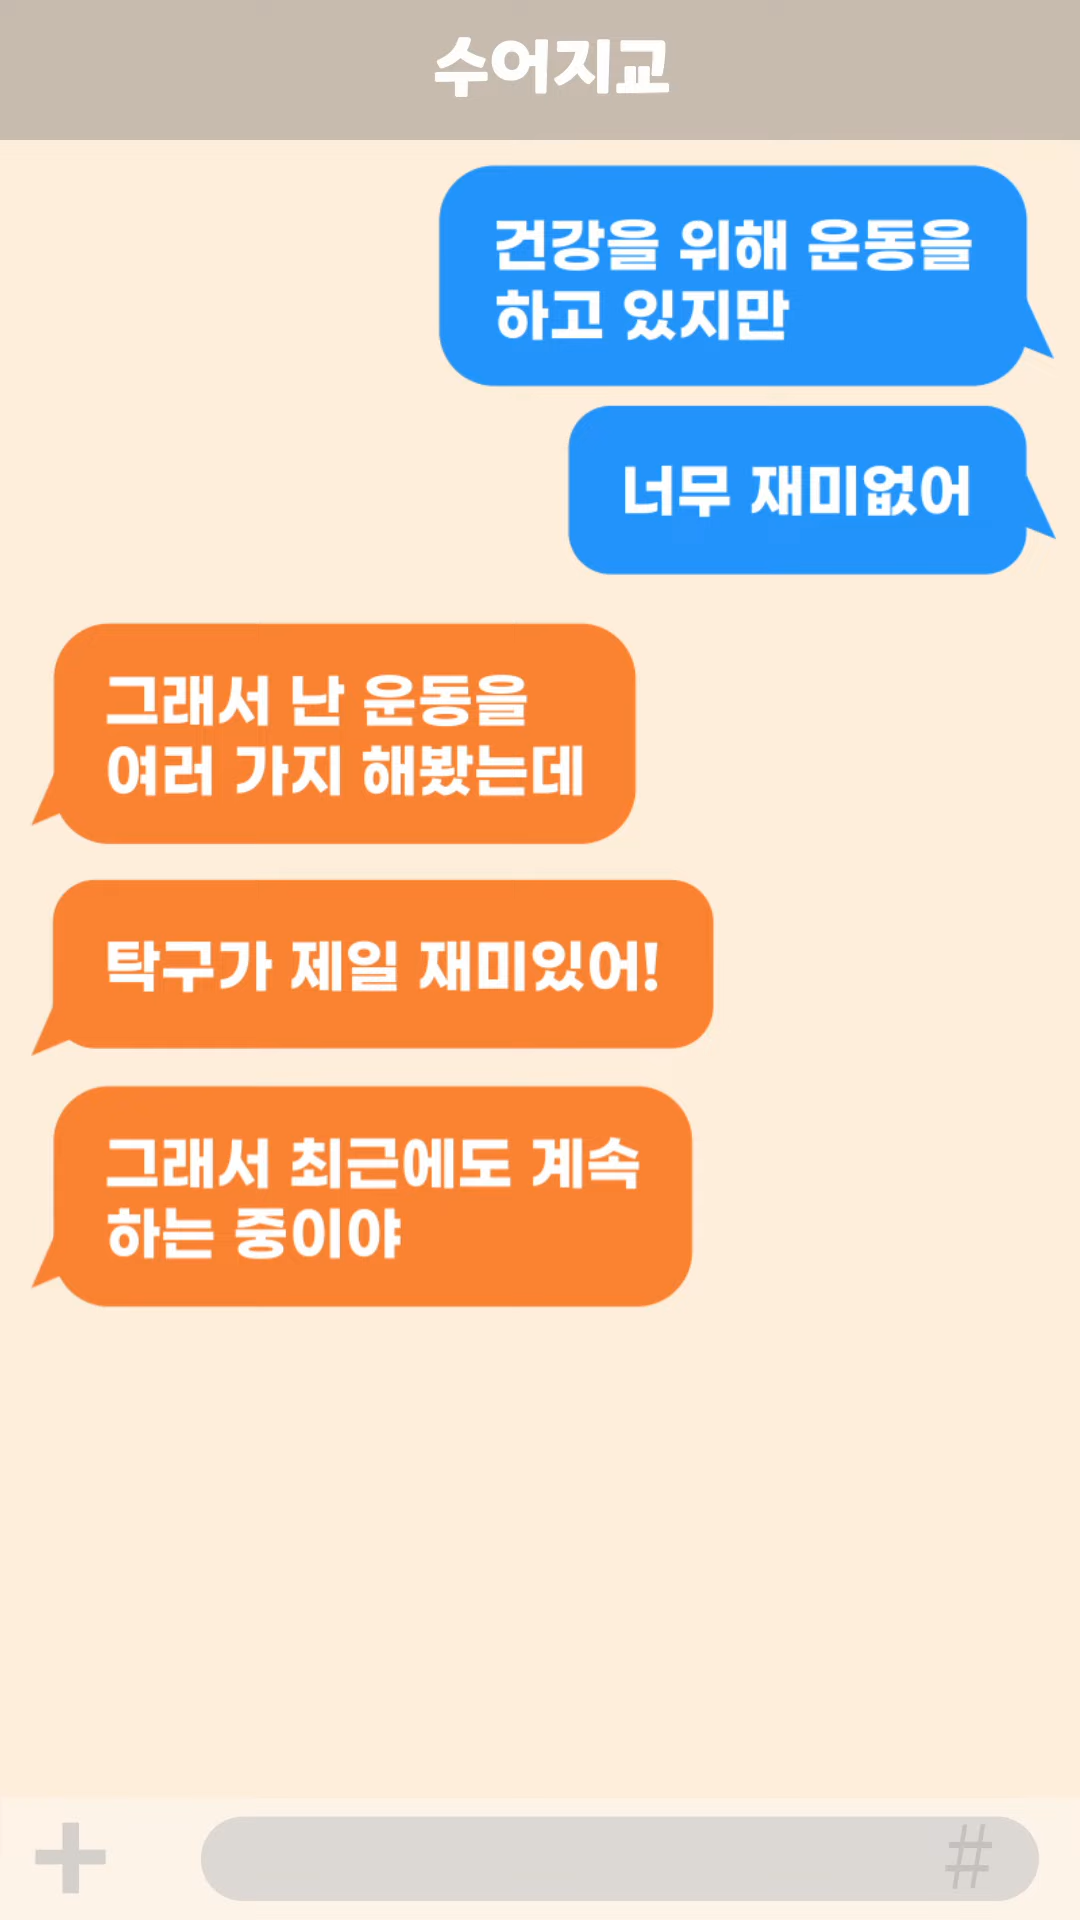 수어지교
건강을 위해 운동을
하고 있지만
너무 재미없어
그래서 난 운동을
여러 가지 해봤는데
탁구가 제일 재미있어!
그래서 최근에도 계속
하는 중이야
#